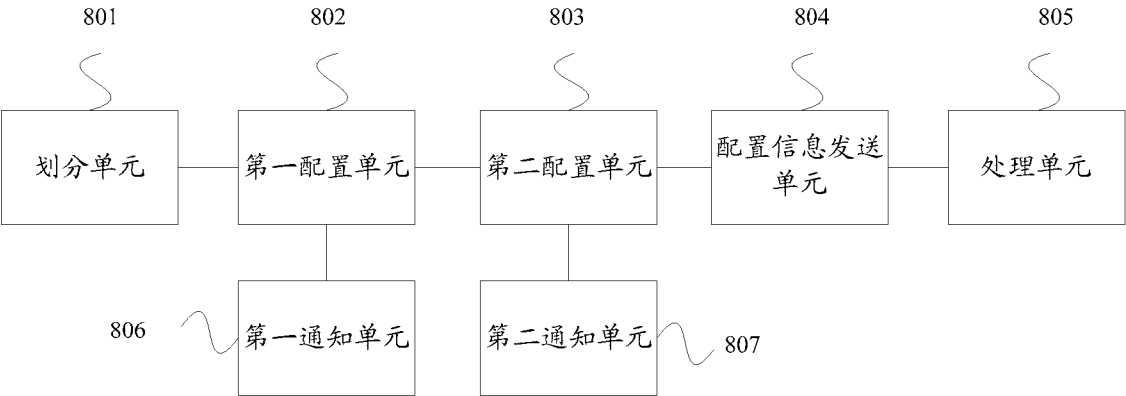 801
802
803
804
805
划分单元
第一配置单元
第二配置单元
配置信息发送
单元
处理单元
806
第一通知单元
第二通知单元
807